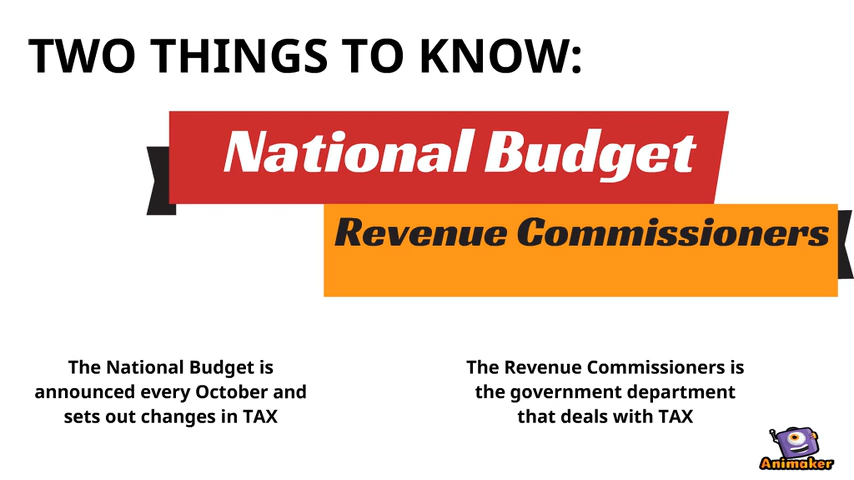 TWO THINGS TO KNOW:
National Budget
Revenue Commissioners
The National Budget is
announced every October and
sets out changes in TAX
The Revenue Commissioners is
the government department
that deals with TAX
Animaker